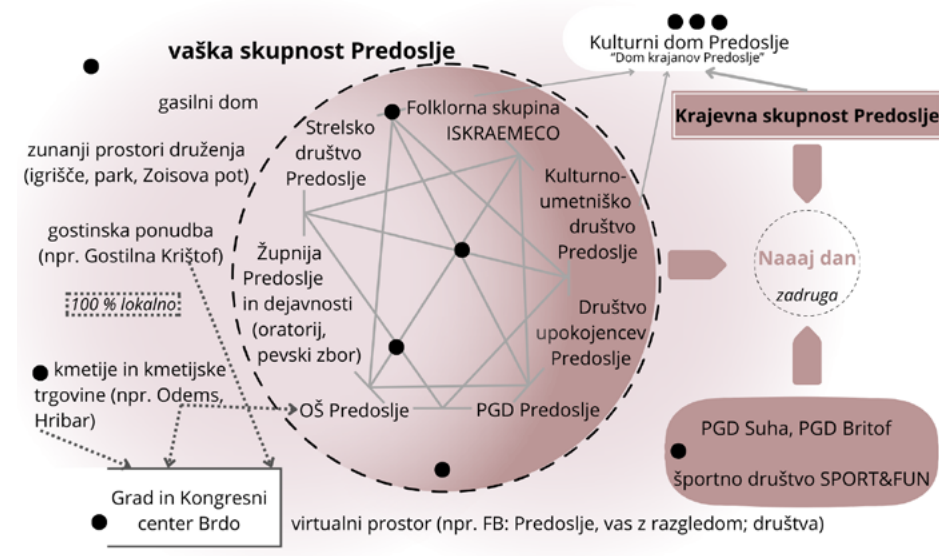 vaška skupnost Predoslje
Kulturni dom Predoslje
“Dom krajanov Predoslje”
Krajevna skupnost Predoslje
gasilni dom
zunanji prostori druženja
(igrišče, park, Zoisova pot)
gostinska ponudba
(npr. Gostilna Krištof)
100 % lokalno
kmetije in kmetijske
trgovine (npr. Odems,
Hribar)
Grad in Kongresni
center Brdo
Folklorna skupina
ISKRAEMECO
Strelsko
društvo
Predoslje
Kulturno-
umetniško
društvo
Predoslje
Župnija
Predoslje
in dejavnosti
(oratorij,
pevski zbor)
Društvo
upokojencev
Predoslje
OŠ Predoslje
PGD Predoslje
Naaaj dan
zadruga
PGD Suha, PGD Britof
športno društvo SPORT&FUN
virtualni prostor (npr. FB: Predoslje, vas z razgledom; društva)